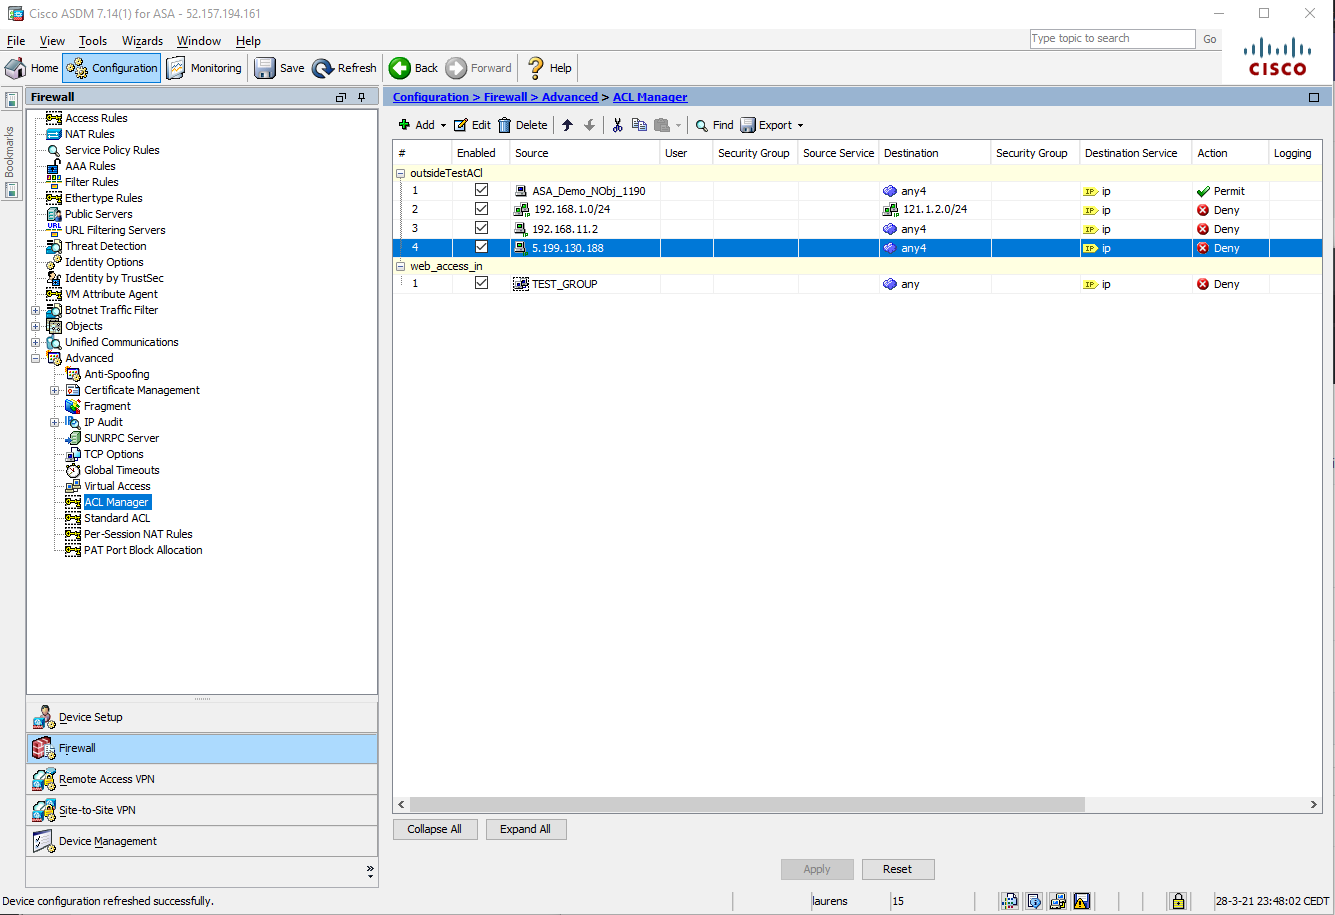 Cisco ASDM 7.14(1) for ASA - 52.157.194.161
File View Tools Wizards Window Help
Type topic to search Go
CISCO
Home Configuration Monitoring Save Refresh Back Forward Help
Bookmarks
Firewall
Access Rules
NAT Rules
Service Policy Rules
AAA Rules
Filter Rules
Ethertype Rules
Public Servers
URL URL Filtering Servers
Threat Detection
Identity Options
Identity by TrustSec
VM Attribute Agent
Botnet Traffic Filter
Objects
Unified Communications
Advanced
Anti-Spoofing
Certificate Management
Fragment
IP Audit
SUNRPC Server
TCP Options
Global Timeouts
Virtual Access
ACL Manager
Standard ACL
Per-Session NAT Rules
PAT Port Block Allocation
Device Setup
Firewall
Remote Access VPN
Site-to-Site VPN
Device Management
Configuration > Firewall > Advanced > ACL Manager
Add Edit Delete Find Export
# Enabled Source User Security Group Source Service Destination Security Group Destination Service Action Logging
outsideTestACl
1 ASA_Demo_NObj_1190 any4 IP ip Permit
2 192.168.1.0/24 121.1.2.0/24 IP ip Deny
3 192.168.11.2 any4 IP ip Deny
4 5.199.130.188 any4 IP ip Deny
web_access_in
1 TEST_GROUP any IP ip Deny
Collapse All Expand All
Apply Reset
Device configuration refreshed successfully. laurens 15 28-3-21 23:48:02 CEDT